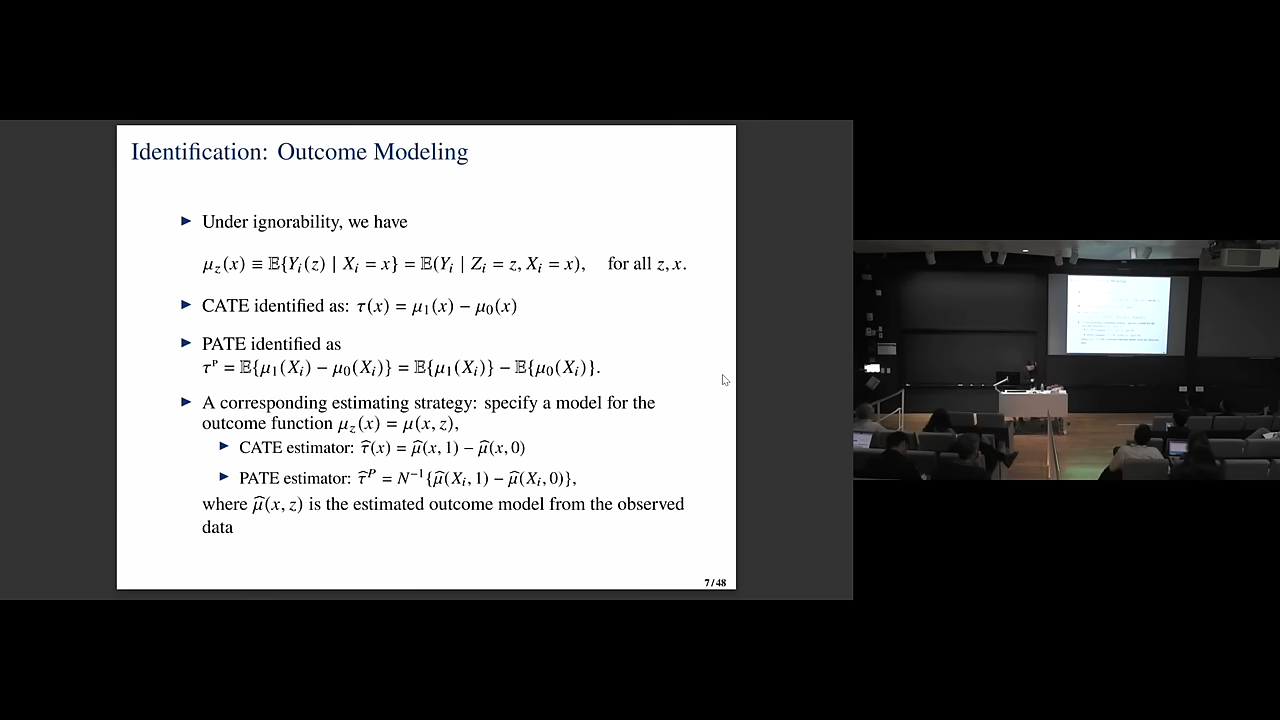 Identification: Outcome Modeling
▶ Under ignorability, we have
μ_z(x) ≡ 𝔼{Y_i(z) | X_i = x} = 𝔼(Y_i | Z_i = z, X_i = x), for all z, x.
▶ CATE identified as: τ(x) = μ_1(x) − μ_0(x)
▶ PATE identified as
τ^P = 𝔼{μ_1(X_i) − μ_0(X_i)} = 𝔼{μ_1(X_i)} − 𝔼{μ_0(X_i)}.
▶ A corresponding estimating strategy: specify a model for the
outcome function μ_z(x) = μ(x, z),
▶ CATE estimator: τ̂(x) = μ̂(x, 1) − μ̂(x, 0)
▶ PATE estimator: τ̂^P = N^{−1}{μ̂(X_i, 1) − μ̂(X_i, 0)},
where μ̂(x, z) is the estimated outcome model from the observed
data
7 / 48